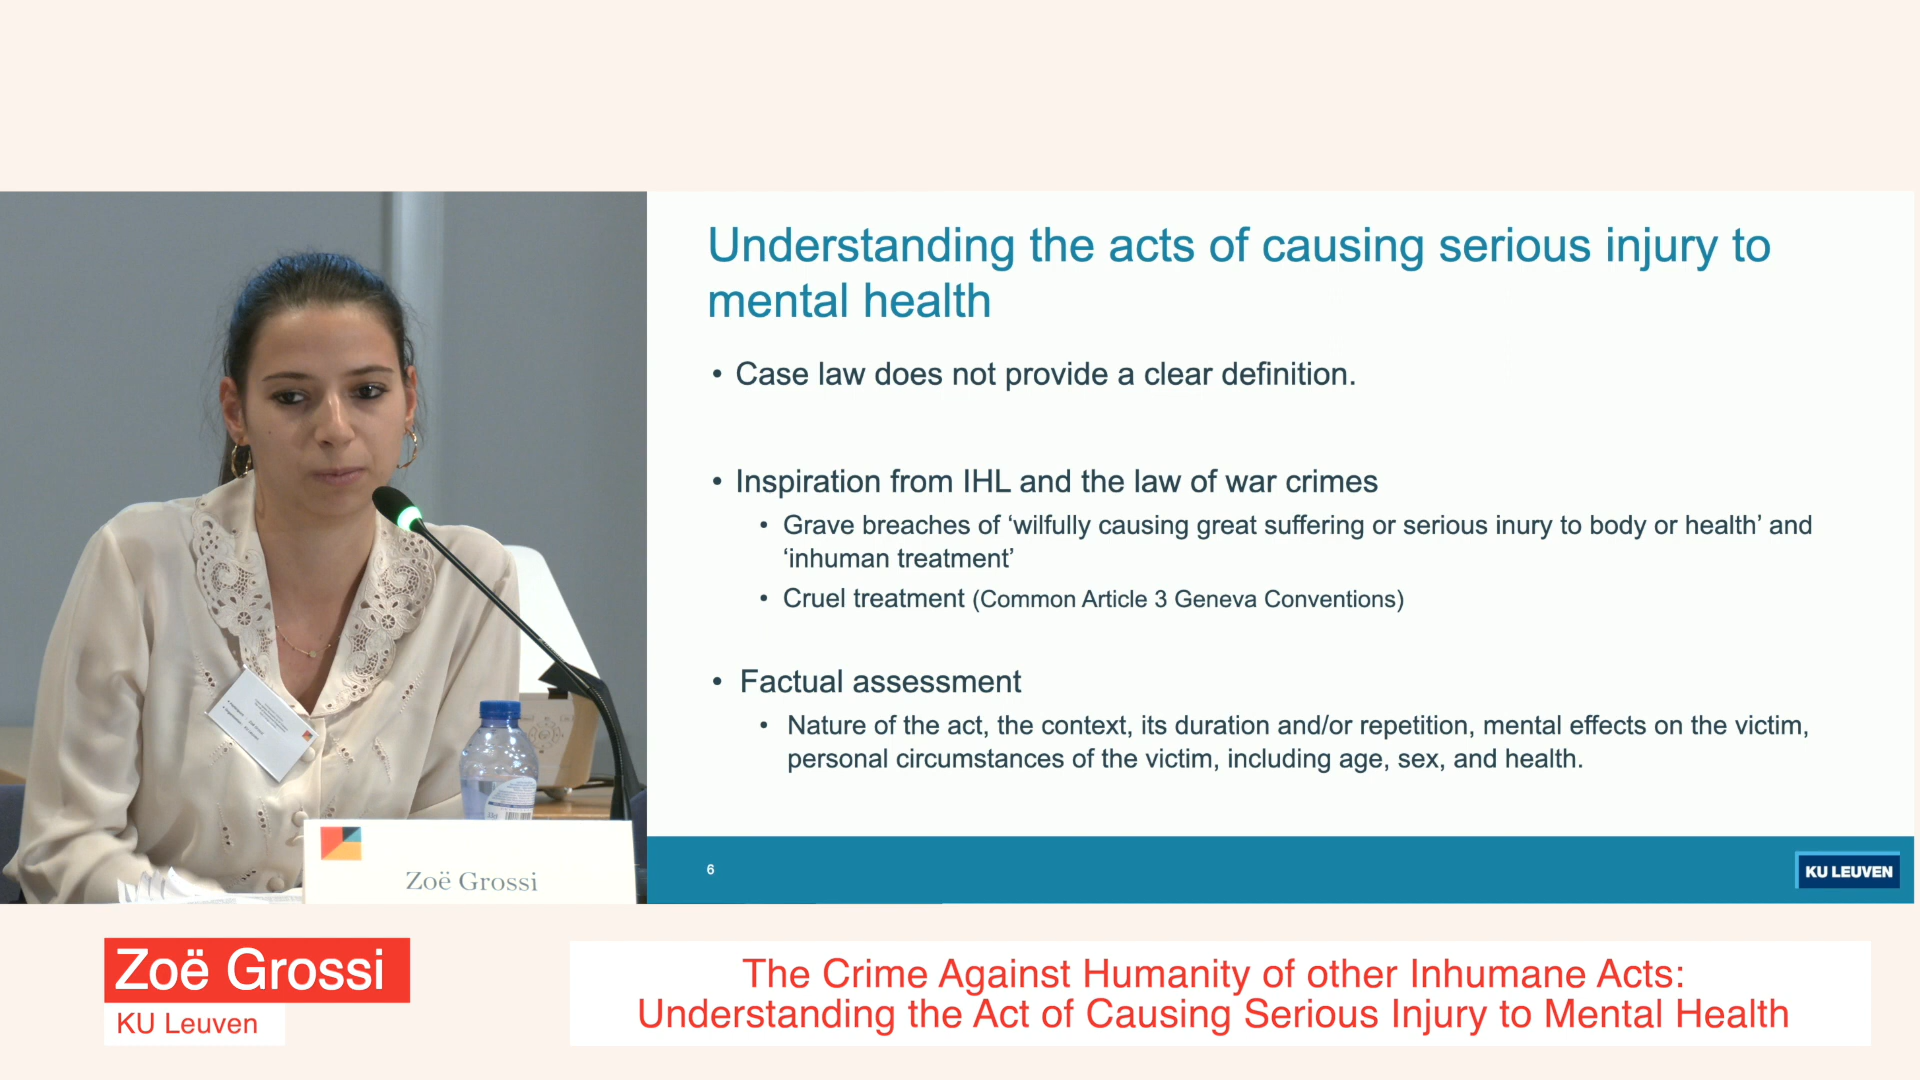 Understanding the acts of causing serious injury to
mental health
• Case law does not provide a clear definition.
• Inspiration from IHL and the law of war crimes
• Grave breaches of ‘wilfully causing great suffering or serious inury to body or health’ and
‘inhuman treatment’
• Cruel treatment (Common Article 3 Geneva Conventions)
• Factual assessment
• Nature of the act, the context, its duration and/or repetition, mental effects on the victim,
personal circumstances of the victim, including age, sex, and health.
6
KU LEUVEN
Zoë Grossi
Zoë Grossi
KU Leuven
The Crime Against Humanity of other Inhumane Acts:
Understanding the Act of Causing Serious Injury to Mental Health